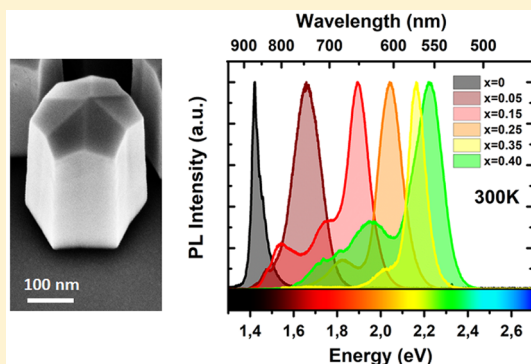 100 nm
Wavelength (nm)
900 800 700 600 550 500
PL Intensity (a.u.)
x=0
x=0.05
x=0.15
x=0.25
x=0.35
x=0.40
300K
1,4 1,6 1,8 2,0 2,2 2,4 2,6
Energy (eV)